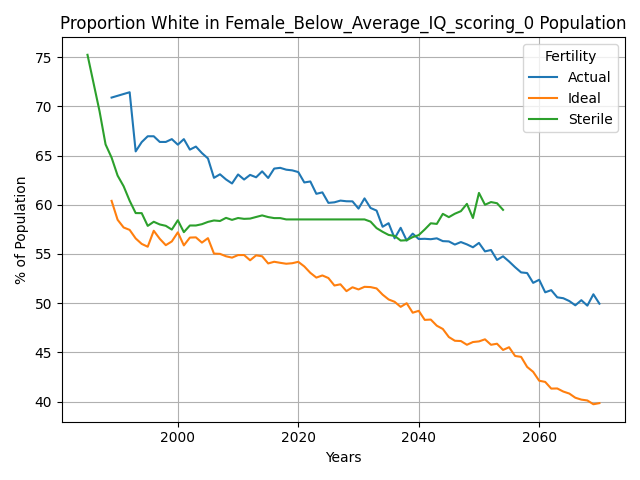 Proportion White in Female_Below_Average_IQ_scoring_0 Population
Fertility
Actual
Ideal
Sterile
% of Population
75
70
65
60
55
50
45
40
2000
2020
2040
2060
Years